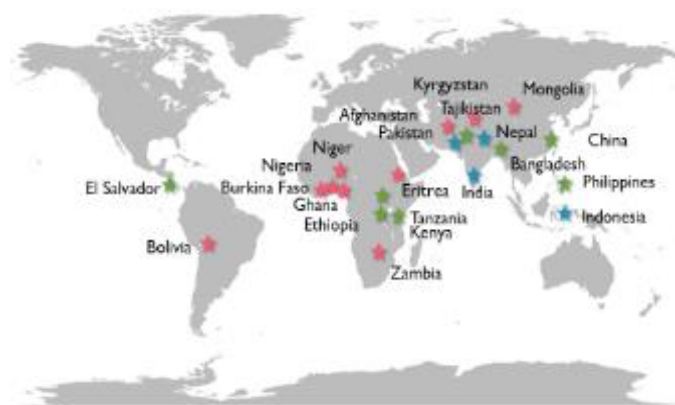 Kyrgyzstan
Mongolia
Afghanistan
Tajikistan
Pakistan
Nepal
China
Niger
Bangladesh
Nigeria
El Salvador
Burkina Faso
Eritrea
India
Philippines
Ghana
Ethiopia
Tanzania
Indonesia
Kenya
Bolivia
Zambia